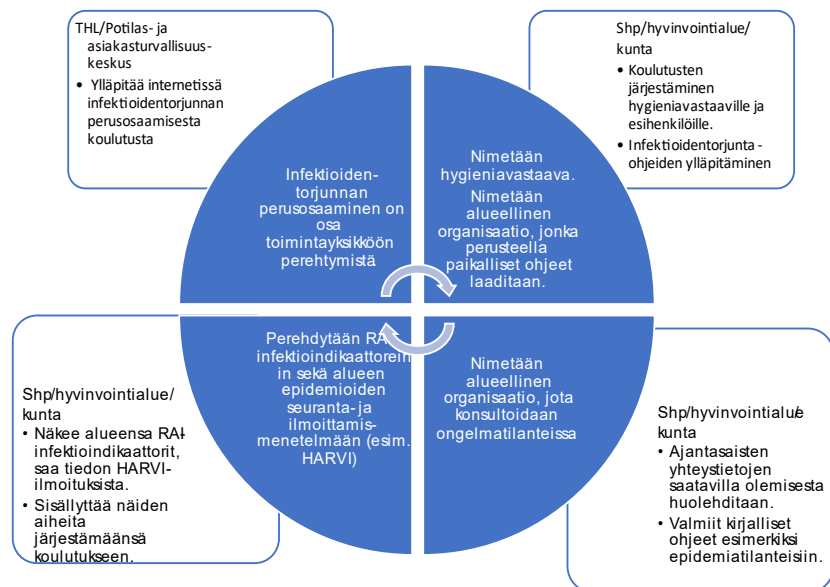 THL/Potilas- ja
asiakasturvallisuus-
keskus
• Ylläpitää internetissä
infektioidentorjunnan
perusosaamisesta
koulutusta
Shp/hyvinvointialue/
kunta
• Koulutusten
järjestäminen
hygieniavastaaville ja
esihenkilöille.
• Infektioidentorjunta -
ohjeiden ylläpitäminen
Infektioiden-
torjunnan
perusosaaminen on
osa
toimintayksikköön
perehtymistä.
Nimetään
hygieniavastaava.
Nimetään
alueellinen
organisaatio, jonka
perusteella
paikalliset ohjeet
laaditaan.
Perehdytään RAI-
infektioindikaattorein
in sekä alueen
epidemioiden
seuranta- ja
ilmoittamis-
menetelmään (esim.
HARVI)
Nimetään
alueellinen
organisaatio, jota
konsultoidaan
ongelmatilanteissa
Shp/hyvinvointialue/
kunta
• Näkee alueensa RAI-
infektioindikaattorit,
saa tiedon HARVI-
ilmoituksista.
• Sisällyttää näiden
aiheita
järjestämäänsä
koulutukseen.
Shp/hyvinvointialue/
kunta
• Ajantasaisten
yhteystietojen
saatavilla olemisesta
huolehditaan.
• Valmiit kirjalliset
ohjeet esimerkiksi
epidemiatilanteisiin.